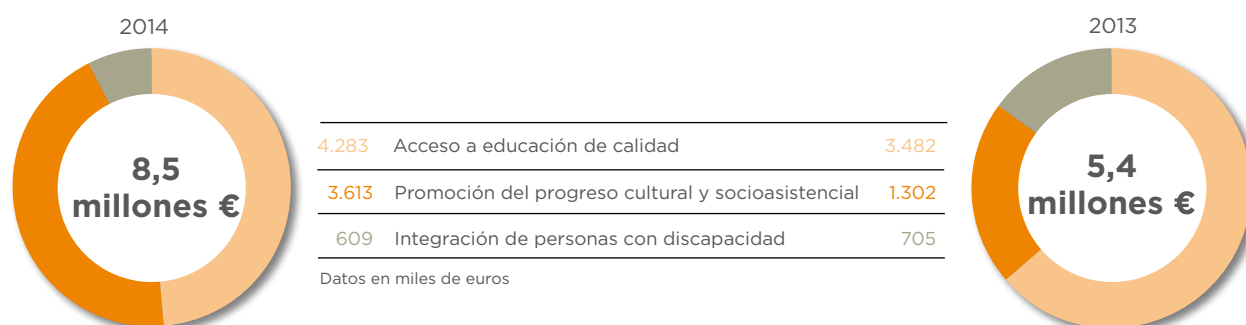 2014
8,5
millones €
4.283 Acceso a educación de calidad 3.482
3.613 Promoción del progreso cultural y socioasistencial 1.302
609 Integración de personas con discapacidad 705
Datos en miles de euros
2013
5,4
millones €